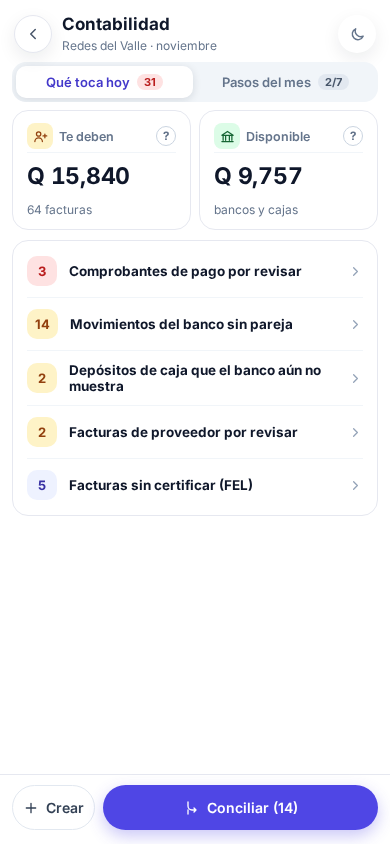 Contabilidad
Redes del Valle · noviembre
Qué toca hoy 31
Pasos del mes 2/7
Te deben ?
Q 15,840
64 facturas
Disponible ?
Q 9,757
bancos y cajas
3 Comprobantes de pago por revisar
14 Movimientos del banco sin pareja
2 Depósitos de caja que el banco aún no
muestra
2 Facturas de proveedor por revisar
5 Facturas sin certificar (FEL)
Crear
Conciliar (14)